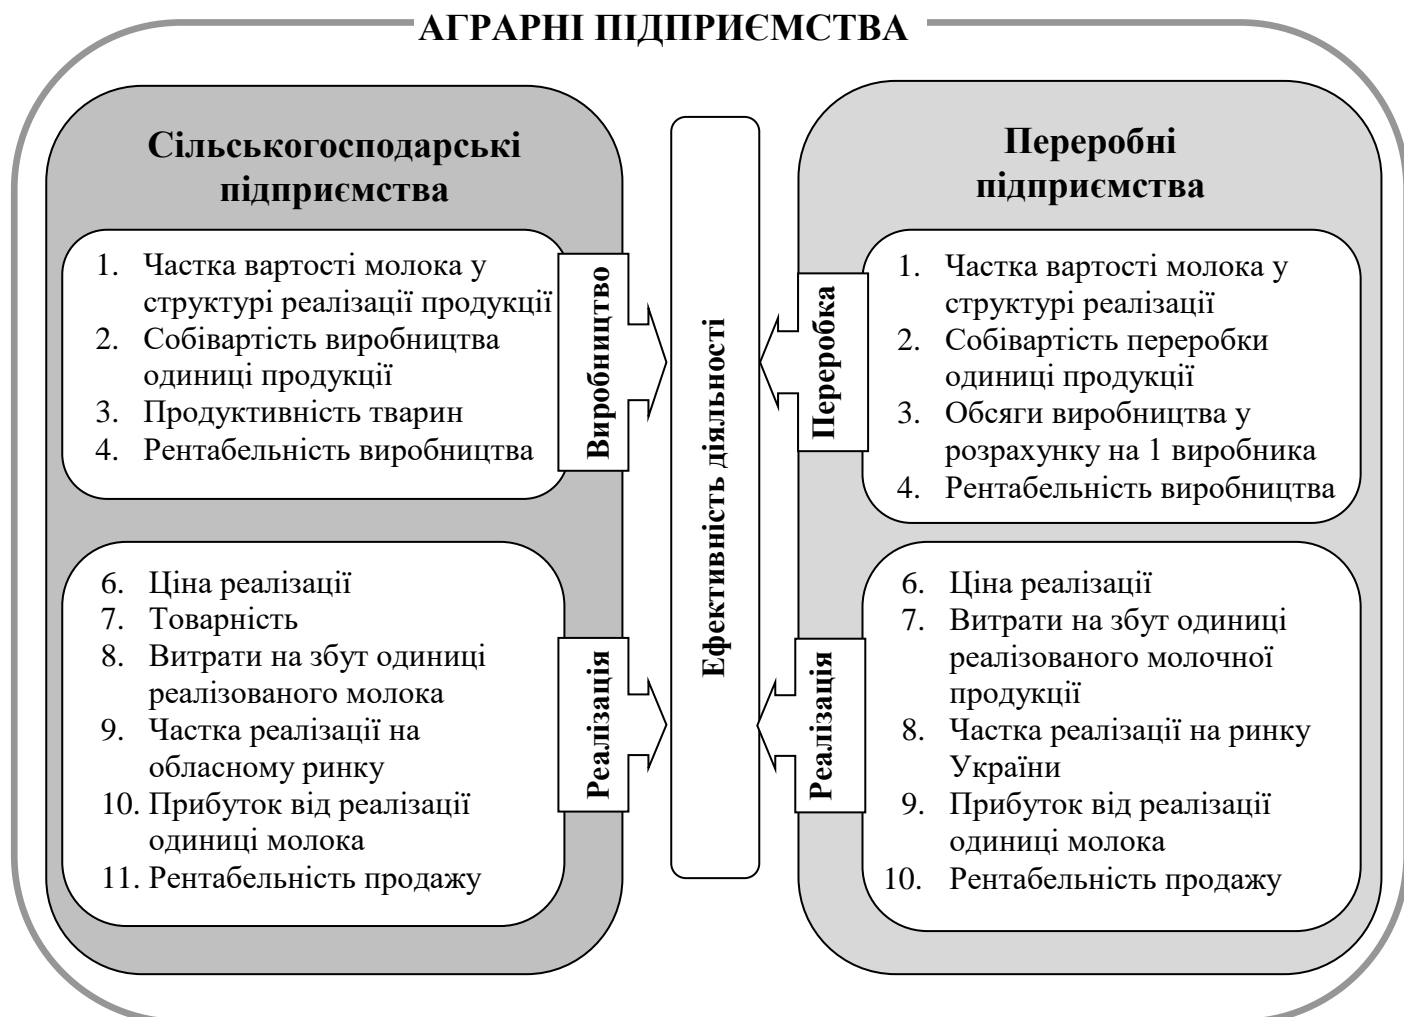 АГРАРНІ ПІДПРИЄМСТВА
Сільськогосподарські
підприємства
1. Частка вартості молока у
структурі реалізації продукції
2. Собівартість виробництва
одиниці продукції
3. Продуктивність тварин
4. Рентабельність виробництва
Виробництво
6. Ціна реалізації
7. Товарність
8. Витрати на збут одиниці
реалізованого молока
9. Частка реалізації на
обласному ринку
10. Прибуток від реалізації
одиниці молока
11. Рентабельність продажу
Реалізація
Ефективність діяльності
Переробні
підприємства
Переробка
1. Частка вартості молока у
структурі реалізації
2. Собівартість переробки
одиниці продукції
3. Обсяги виробництва у
розрахунку на 1 виробника
4. Рентабельність виробництва
Реалізація
6. Ціна реалізації
7. Витрати на збут одиниці
реалізованого молочної
продукції
8. Частка реалізації на ринку
України
9. Прибуток від реалізації
одиниці молока
10. Рентабельність продажу